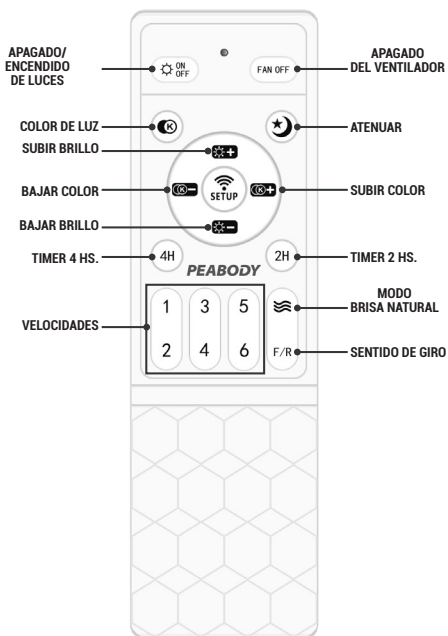 APAGADO/
ENCENDIDO
DE LUCES
ON
OFF
FAN OFF
APAGADO
DEL VENTILADOR
COLOR DE LUZ
K
ATENUAR
SUBIR BRILLO
+
BAJAR COLOR
K-
SETUP
K+
SUBIR COLOR
BAJAR BRILLO
-
TIMER 4 HS.
4H
2H
TIMER 2 HS.
PEABODY
MODO
BRISA NATURAL
VELOCIDADES
1 3 5
2 4 6
F/R
SENTIDO DE GIRO